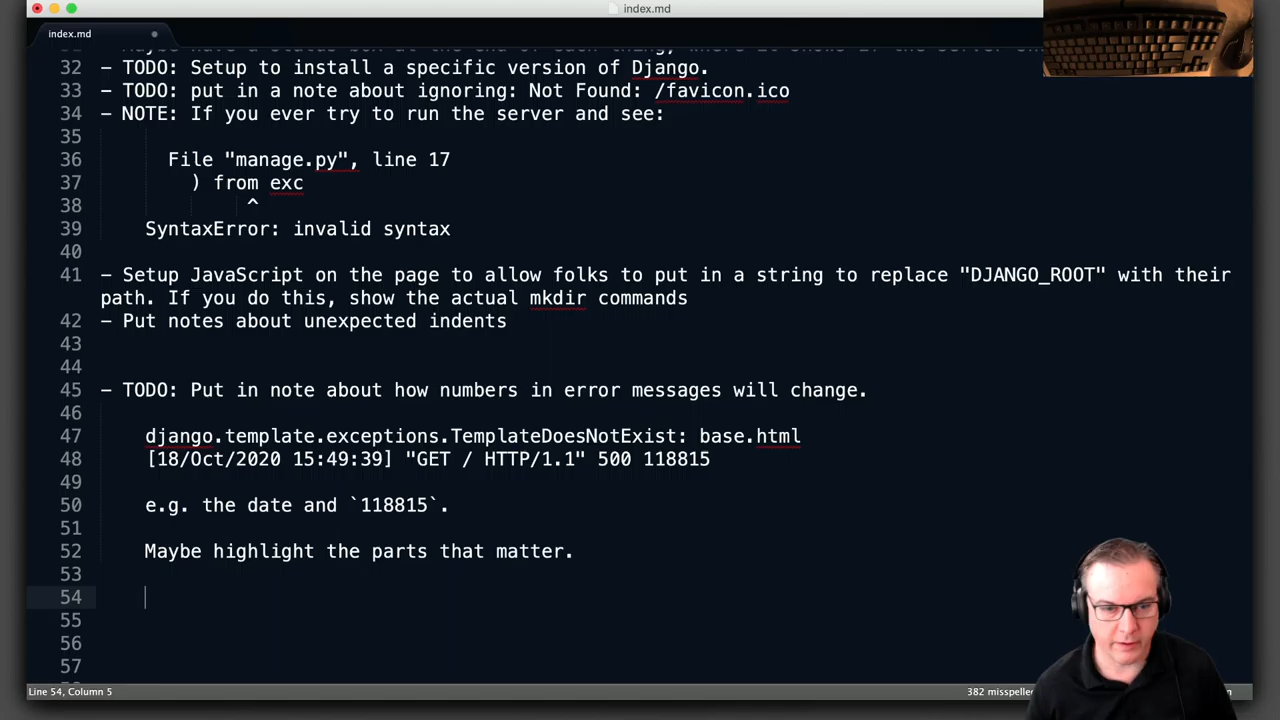 index.md
index.md
32 - TODO: Setup to install a specific version of Django.
33 - TODO: put in a note about ignoring: Not Found: /favicon.ico
34 - NOTE: If you ever try to run the server and see:
35
36 File "manage.py", line 17
37 ) from exc
38 ^
39 SyntaxError: invalid syntax
40
41 - Setup JavaScript on the page to allow folks to put in a string to replace "DJANGO_ROOT" with their
path. If you do this, show the actual mkdir commands
42 - Put notes about unexpected indents
43
44
45 - TODO: Put in note about how numbers in error messages will change.
46
47 django.template.exceptions.TemplateDoesNotExist: base.html
48 [18/Oct/2020 15:49:39] "GET / HTTP/1.1" 500 118815
49
50 e.g. the date and `118815`.
51
52 Maybe highlight the parts that matter.
53
54
55
56
57
Line 54, Column 5
382 misspelle